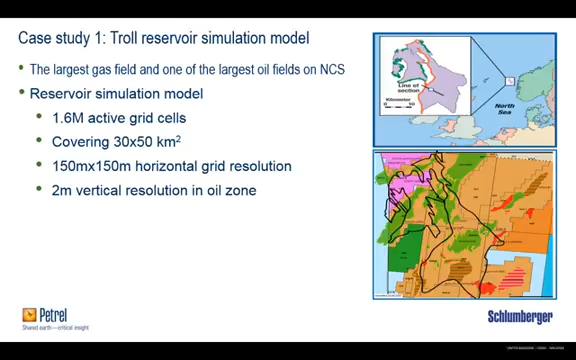 Case study 1: Troll reservoir simulation model
• The largest gas field and one of the largest oil fields on NCS
• Reservoir simulation model
• 1.6M active grid cells
• Covering 30x50 km²
• 150mx150m horizontal grid resolution
• 2m vertical resolution in oil zone
Line of
section
Kilometer
0
10
North
Sea
Petrel
Shared earth–critical insight
Schlumberger